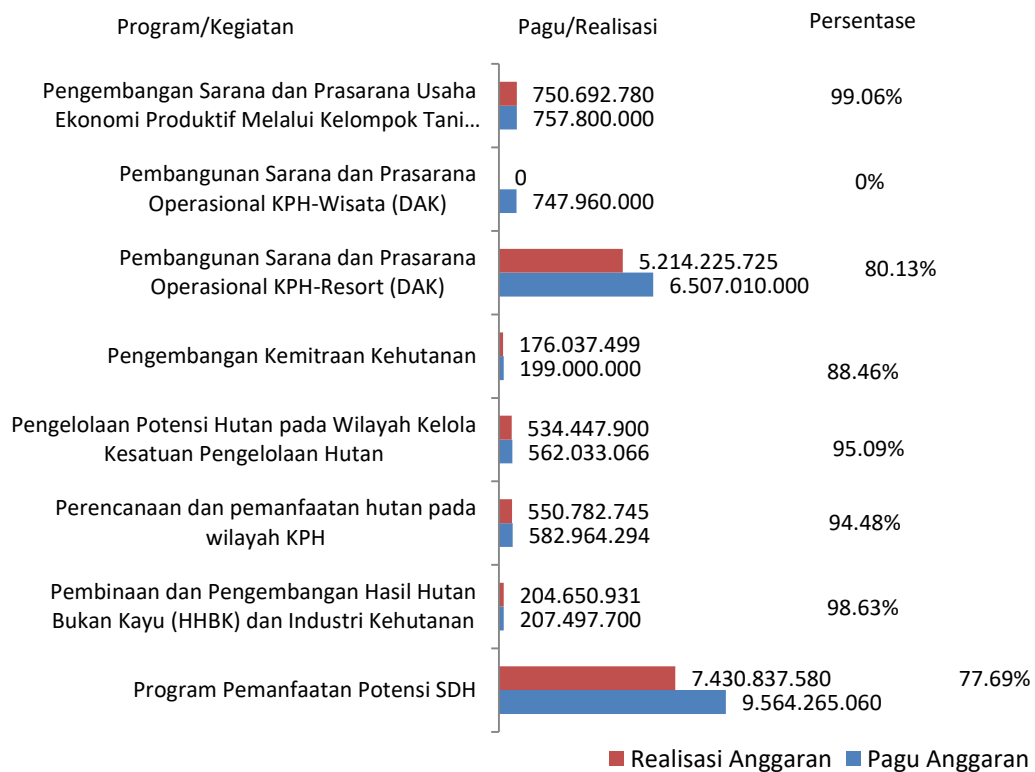 Program/Kegiatan
Pagu/Realisasi
Persentase
Pengembangan Sarana dan Prasarana Usaha
Ekonomi Produktif Melalui Kelompok Tani…
750.692.780
757.800.000
99.06%
Pembangunan Sarana dan Prasarana
Operasional KPH-Wisata (DAK)
0
747.960.000
0%
Pembangunan Sarana dan Prasarana
Operasional KPH-Resort (DAK)
5.214.225.725
6.507.010.000
80.13%
Pengembangan Kemitraan Kehutanan
176.037.499
199.000.000
88.46%
Pengelolaan Potensi Hutan pada Wilayah Kelola
Kesatuan Pengelolaan Hutan
534.447.900
562.033.066
95.09%
Perencanaan dan pemanfaatan hutan pada
wilayah KPH
550.782.745
582.964.294
94.48%
Pembinaan dan Pengembangan Hasil Hutan
Bukan Kayu (HHBK) dan Industri Kehutanan
204.650.931
207.497.700
98.63%
Program Pemanfaatan Potensi SDH
7.430.837.580
9.564.265.060
77.69%
Realisasi Anggaran
Pagu Anggaran